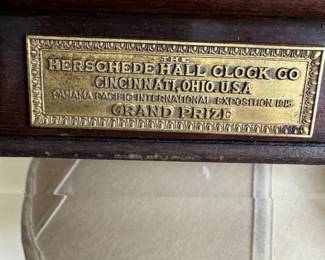 THE
HERSCHEDE HALL CLOCK CO
CINCINNATI, OHIO, U.S.A
PANAMA PACIFIC INTERNATIONAL EXPOSITION 1915
GRAND PRIZE